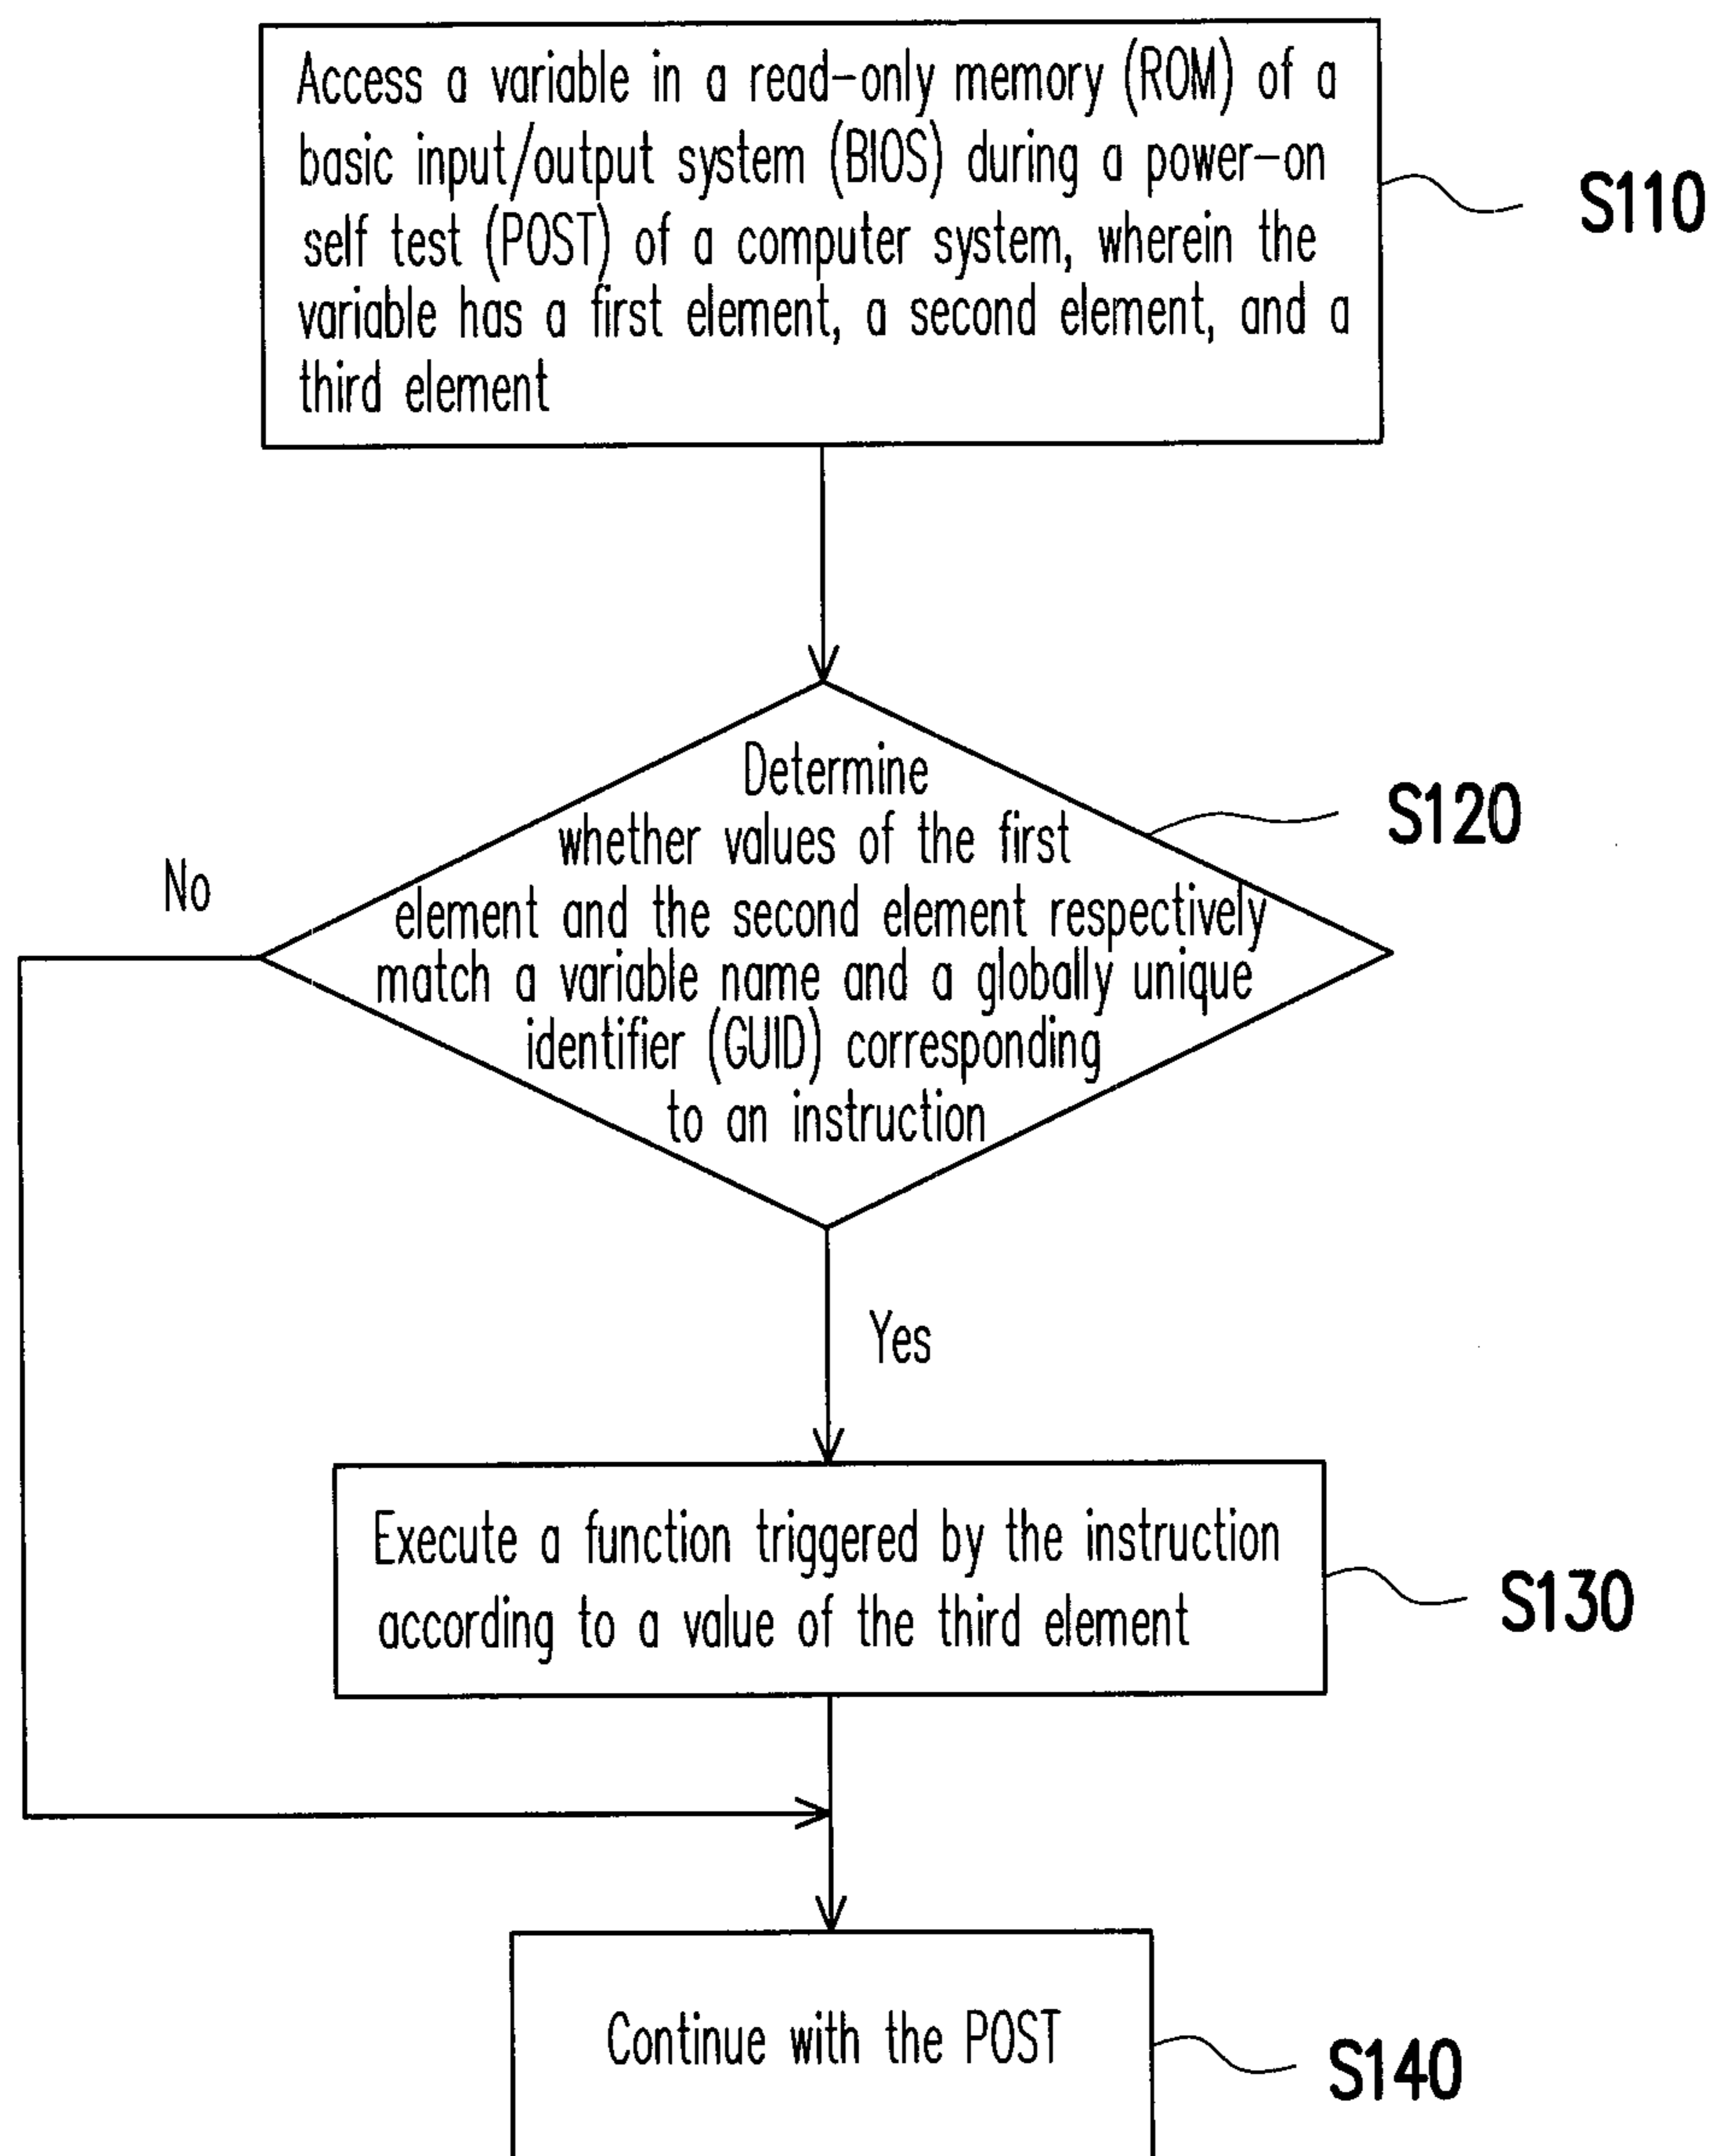 Access a variable in a read-only memory (ROM) of a
basic input/output system (BIOS) during a power-on
self test (POST) of a computer system, wherein the
variable has a first element, a second element, and a
third element
S110
Determine
whether values of the first
element and the second element respectively
match a variable name and a globally unique
identifier (GUID) corresponding
to an instruction
S120
No
Yes
Execute a function triggered by the instruction
according to a value of the third element
S130
Continue with the POST
S140